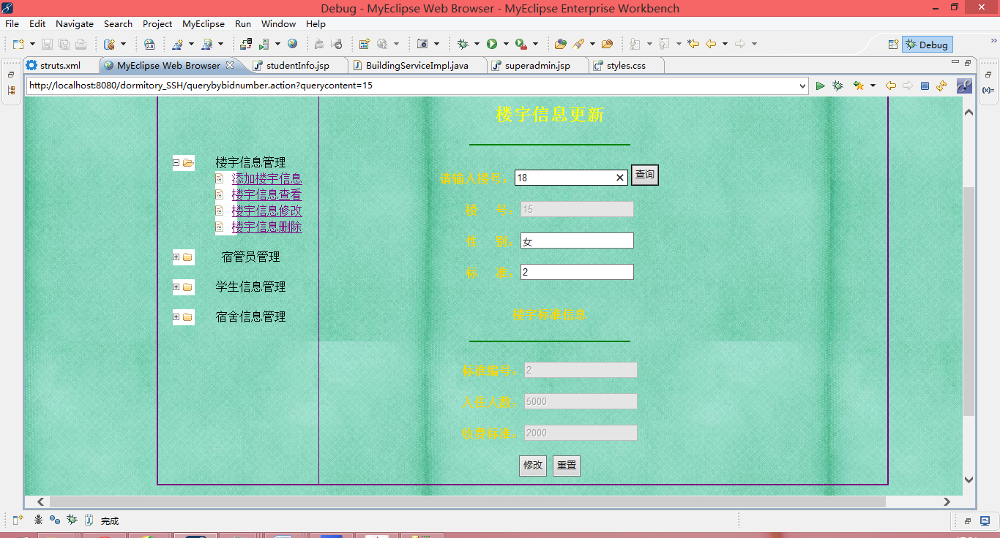 Debug - MyEclipse Web Browser - MyEclipse Enterprise Workbench
File Edit Navigate Search Project MyEclipse Run Window Help
Debug
struts.xml MyEclipse Web Browser studentInfo.jsp BuildingServiceImpl.java superadmin.jsp styles.css
http://localhost:8080/dormitory_SSH/querybybidnumber.action?querycontent=15
楼宇信息管理
添加楼宇信息
楼宇信息查看
楼宇信息修改
楼宇信息删除
宿管员管理
学生信息管理
宿舍信息管理
楼宇信息更新
请输入楼号: 18 查询
楼 号: 15
性 别: 女
标 准: 2
楼宇标准信息
标准编号: 2
入住人数: 5000
收费标准: 2000
修改 重置
(x)=
完成